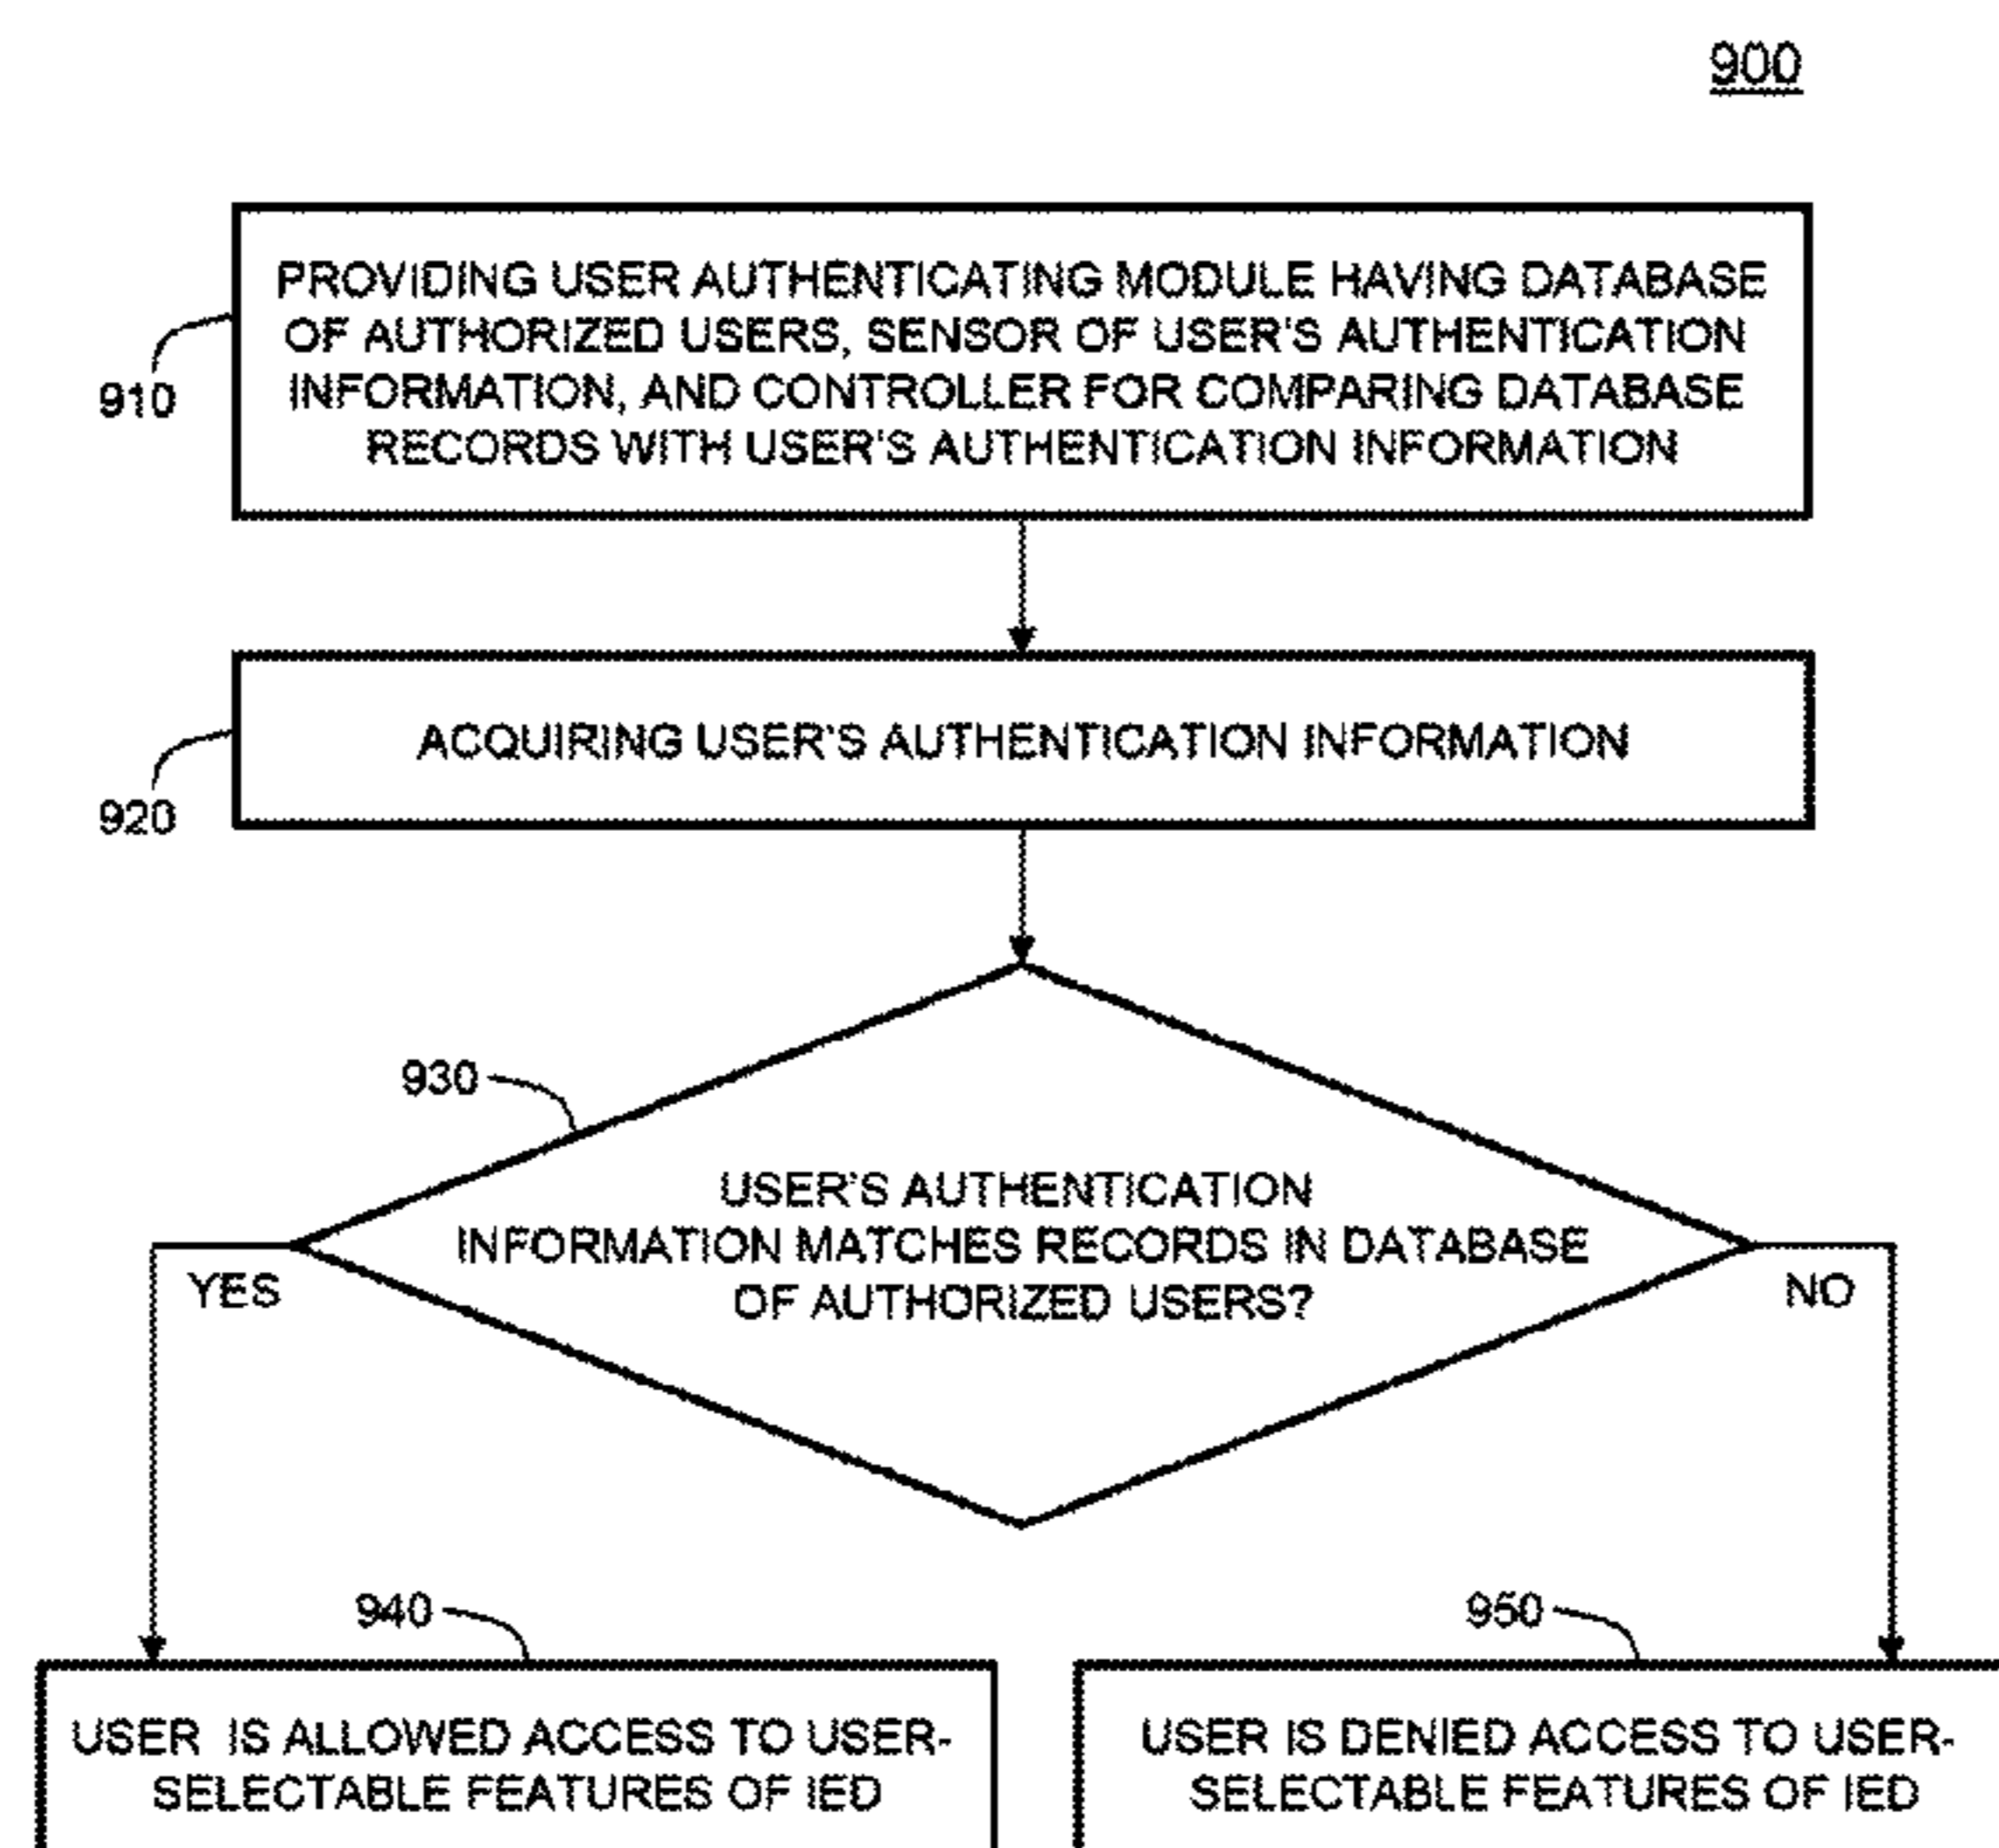 900
PROVIDING USER AUTHENTICATING MODULE HAVING DATABASE
OF AUTHORIZED USERS, SENSOR OF USER'S AUTHENTICATION
INFORMATION, AND CONTROLLER FOR COMPARING DATABASE
RECORDS WITH USER'S AUTHENTICATION INFORMATION
910
ACQUIRING USER'S AUTHENTICATION INFORMATION
920
930
USER'S AUTHENTICATION
INFORMATION MATCHES RECORDS IN DATABASE
OF AUTHORIZED USERS?
YES
NO
940
950
USER IS ALLOWED ACCESS TO USER-
SELECTABLE FEATURES OF IED
USER IS DENIED ACCESS TO USER-
SELECTABLE FEATURES OF IED